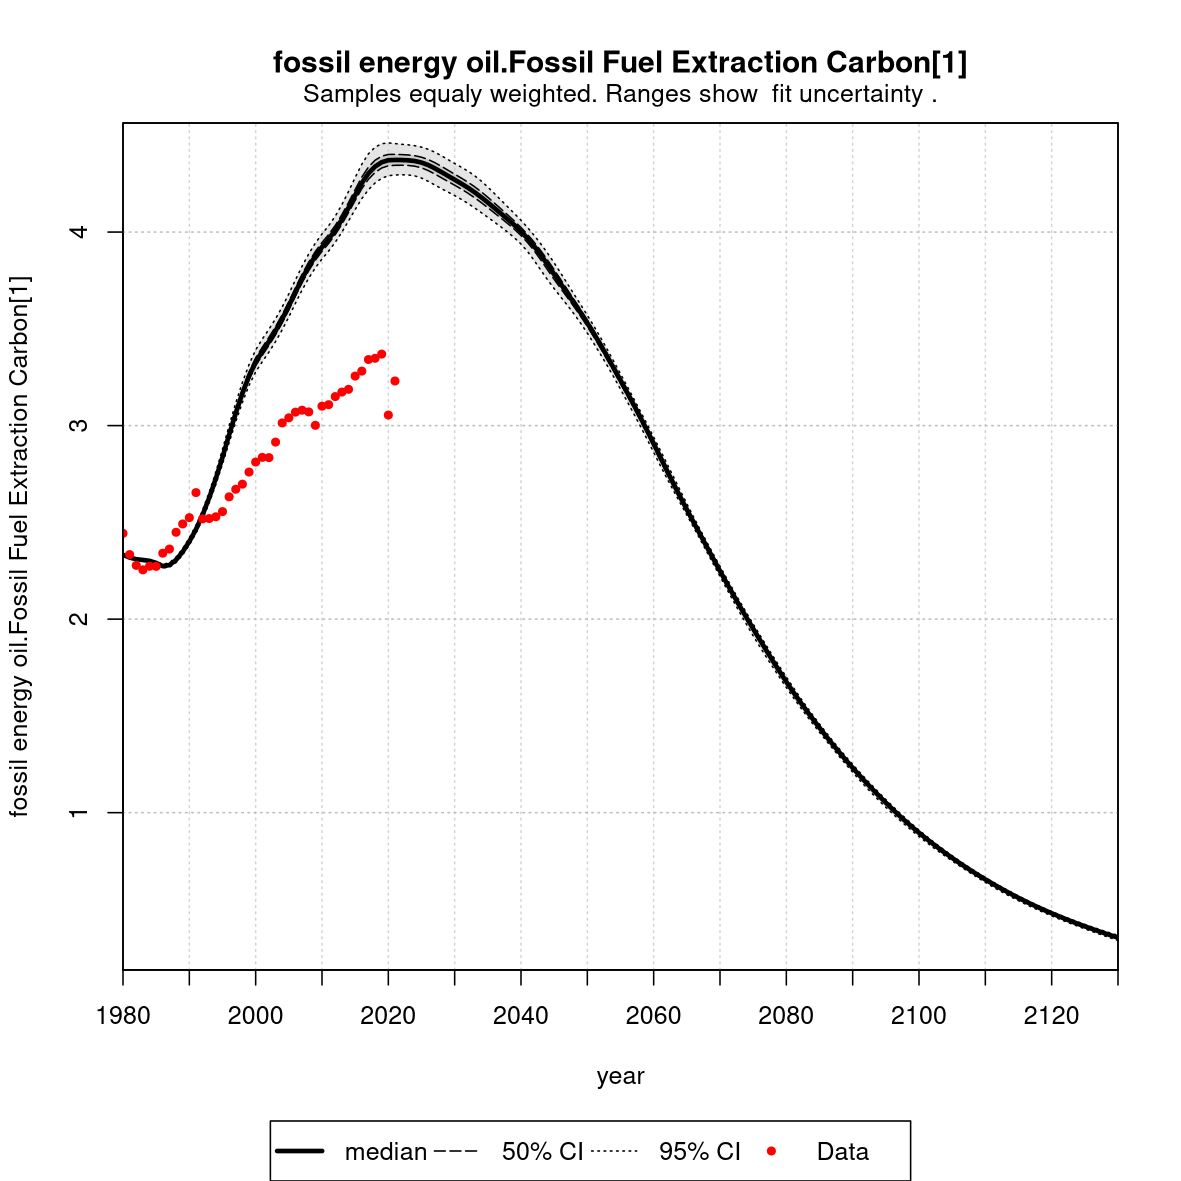 fossil energy oil.Fossil Fuel Extraction Carbon[1]
Samples equaly weighted. Ranges show  fit uncertainty .
fossil energy oil.Fossil Fuel Extraction Carbon[1]
4
3
2
1
1980 2000 2020 2040 2060 2080 2100 2120
year
median 50% CI 95% CI Data